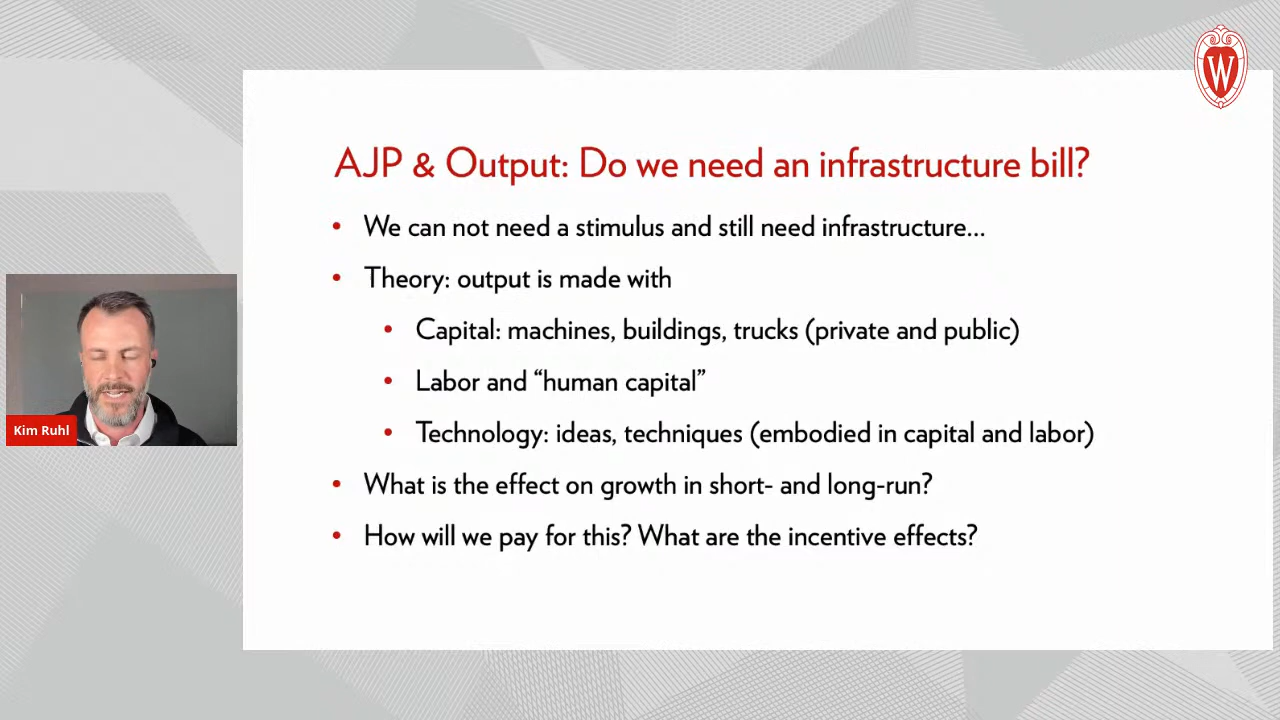 W
AJP & Output: Do we need an infrastructure bill?
• We can not need a stimulus and still need infrastructure...
• Theory: output is made with
• Capital: machines, buildings, trucks (private and public)
• Labor and “human capital”
• Technology: ideas, techniques (embodied in capital and labor)
• What is the effect on growth in short- and long-run?
• How will we pay for this? What are the incentive effects?
Kim Ruhl